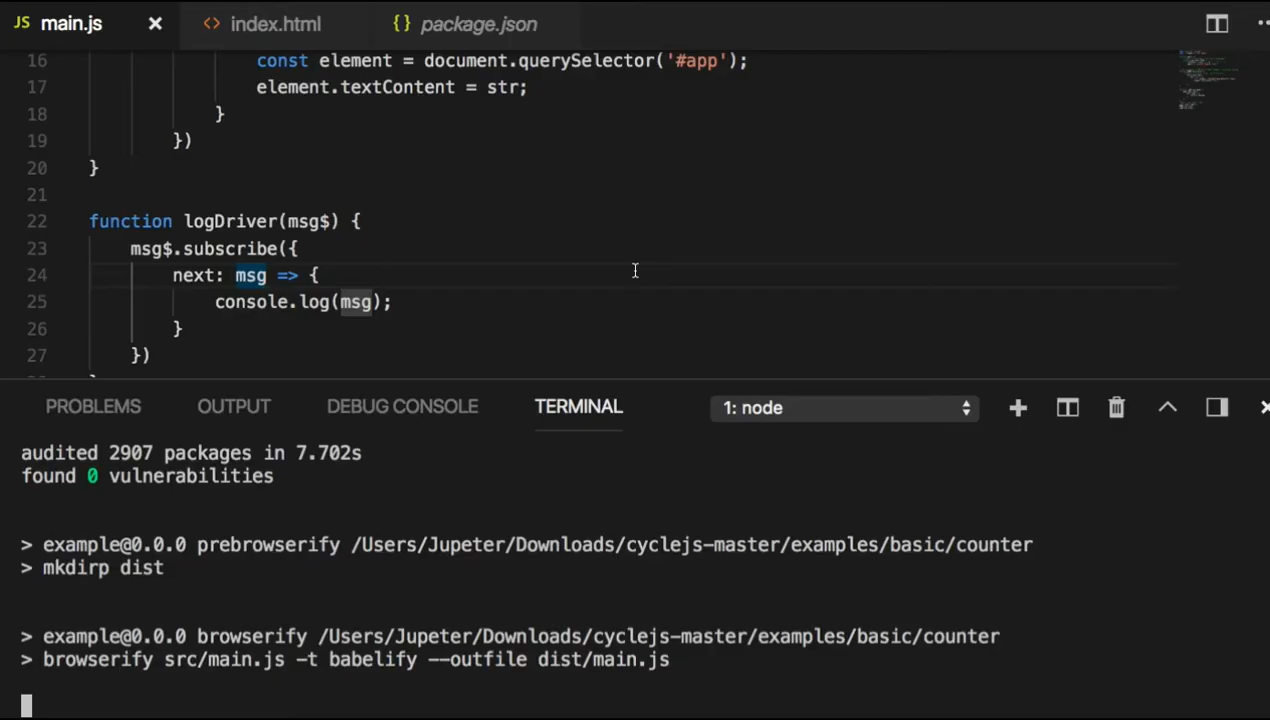 JS main.js × <> index.html {} package.json
16 const element = document.querySelector('#app');
17 element.textContent = str;
18 }
19 })
20 }
21
22 function logDriver(msg$) {
23 msg$.subscribe({
24 next: msg => {
25 console.log(msg);
26 }
27 })
PROBLEMS OUTPUT DEBUG CONSOLE TERMINAL 1: node
audited 2907 packages in 7.702s
found 0 vulnerabilities
> example@0.0.0 prebrowserify /Users/Jupeter/Downloads/cyclejs-master/examples/basic/counter
> mkdirp dist
> example@0.0.0 browserify /Users/Jupeter/Downloads/cyclejs-master/examples/basic/counter
> browserify src/main.js -t babelify --outfile dist/main.js